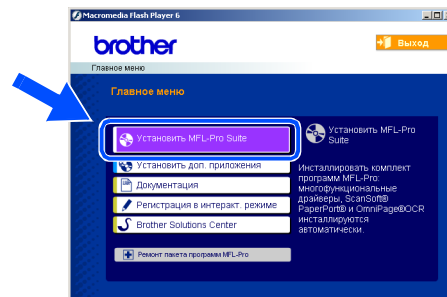 Macromedia Flash Player 6
brother
Выход
Главное меню
Главное меню
Установить MFL-Pro Suite
Установить доп. приложения
Документация
Регистрация в интеракт. режиме
Brother Solutions Center
Ремонт пакета программ MFL-Pro
Установить MFL-Pro
Suite
Инсталлировать комплект
программ MFL-Pro:
многофункциональные
драйверы, ScanSoft®
PaperPort® и OmniPage®OCR
инсталлируются
автоматически.